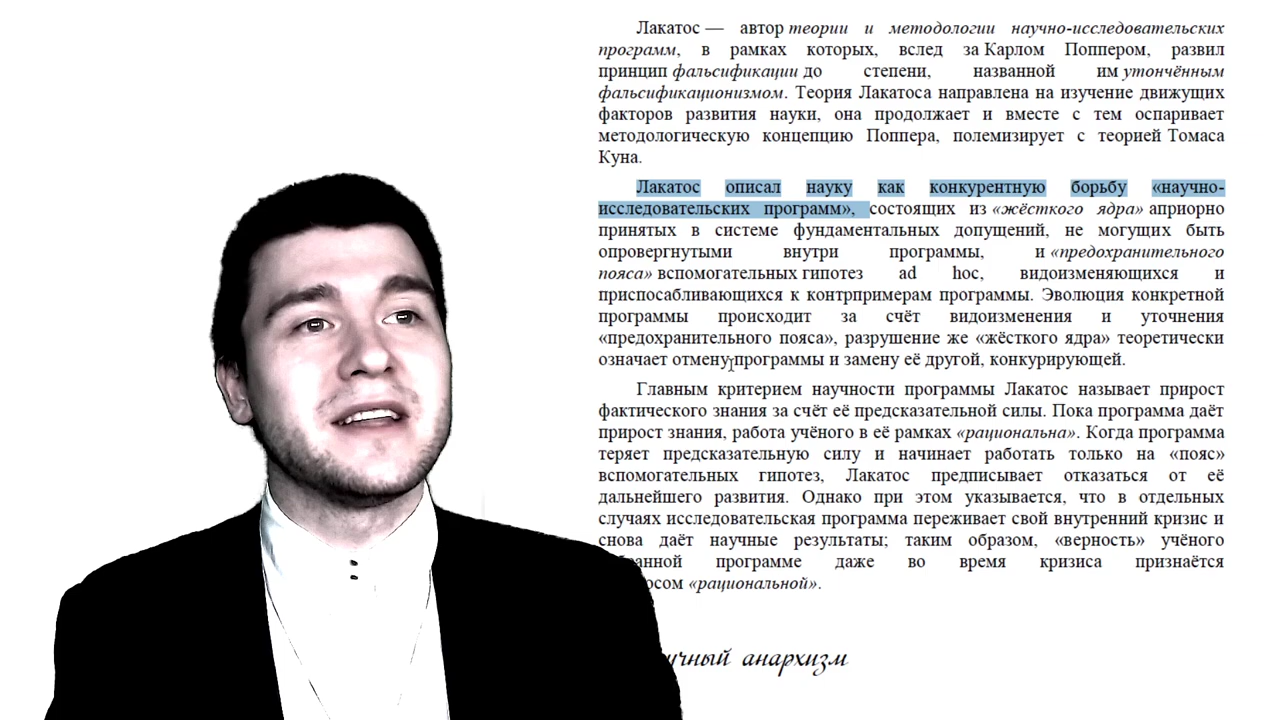 Лакатос — автор теории и методологии научно-исследовательских
программ, в рамках которых, вслед за Карлом Поппером, развил
принцип фальсификации до степени, названной им утончённым
фальсификационизмом. Теория Лакатоса направлена на изучение движущих
факторов развития науки, она продолжает и вместе с тем оспаривает
методологическую концепцию Поппера, полемизирует с теорией Томаса
Куна.
Лакатос описал науку как конкурентную борьбу «научно-
исследовательских программ», состоящих из «жёсткого ядра» априорно
принятых в системе фундаментальных допущений, не могущих быть
опровергнутыми внутри программы, и «предохранительного
пояса» вспомогательных гипотез ad hoc, видоизменяющихся и
приспосабливающихся к контрпримерам программы. Эволюция конкретной
программы происходит за счёт видоизменения и уточнения
«предохранительного пояса», разрушение же «жёсткого ядра» теоретически
означает отмену программы и замену её другой, конкурирующей.
Главным критерием научности программы Лакатос называет прирост
фактического знания за счёт её предсказательной силы. Пока программа даёт
прирост знания, работа учёного в её рамках «рациональна». Когда программа
теряет предсказательную силу и начинает работать только на «пояс»
вспомогательных гипотез, Лакатос предписывает отказаться от её
дальнейшего развития. Однако при этом указывается, что в отдельных
случаях исследовательская программа переживает свой внутренний кризис и
снова даёт научные результаты; таким образом, «верность» учёного
программе даже во время кризиса признаётся
«рациональной».
анархизм